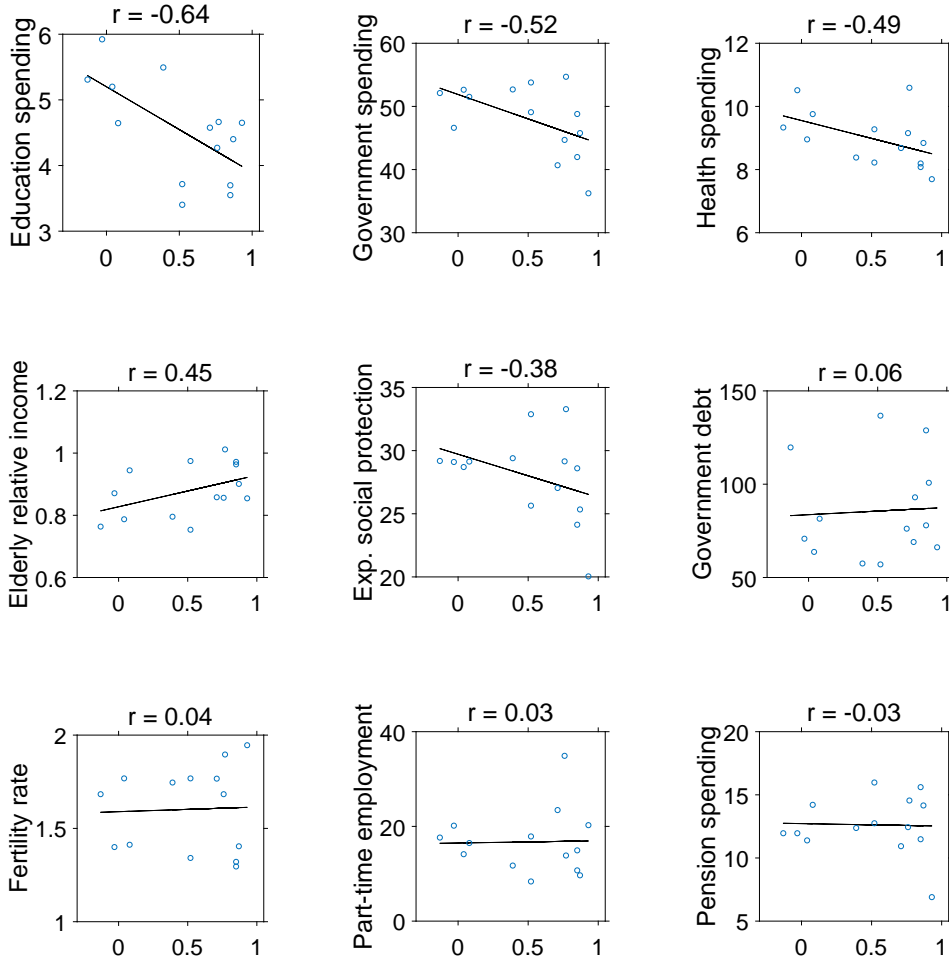 r = -0.64
Education spending
6
5
4
3
0 0.5 1
r = -0.52
Government spending
60
50
40
30
0 0.5 1
r = -0.49
Health spending
12
10
8
6
0 0.5 1
r = 0.45
Elderly relative income
1.2
1
0.8
0.6
0 0.5 1
r = -0.38
Exp. social protection
35
30
25
20
0 0.5 1
r = 0.06
Government debt
150
100
50
0 0.5 1
r = 0.04
Fertility rate
2
1.5
1
0 0.5 1
r = 0.03
Part-time employment
40
20
0
0 0.5 1
r = -0.03
Pension spending
20
15
10
5
0 0.5 1